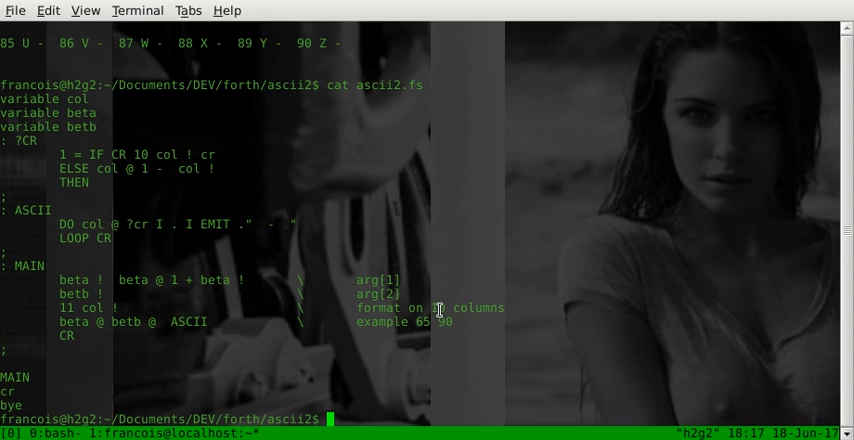 File Edit View Terminal Tabs Help
85 U - 86 V - 87 W - 88 X - 89 Y - 90 Z -
francois@h2g2:~/Documents/DEV/forth/ascii2$ cat ascii2.fs
variable col
variable beta
variable betb
: ?CR
1 = IF CR 10 col ! cr
ELSE col @ 1 - col !
THEN
;
: ASCII
DO col @ ?cr I . I EMIT ." - "
LOOP CR
;
: MAIN
beta ! beta @ 1 + beta ! \ arg[1]
betb ! \ arg[2]
11 col ! \ format on columns
beta @ betb @ ASCII \ example 65 90
CR
;
MAIN
cr
bye
francois@h2g2:~/Documents/DEV/forth/ascii2$
[0] 0:bash- 1:francois@localhost:~* "h2g2" 18:17 18-Jun-17